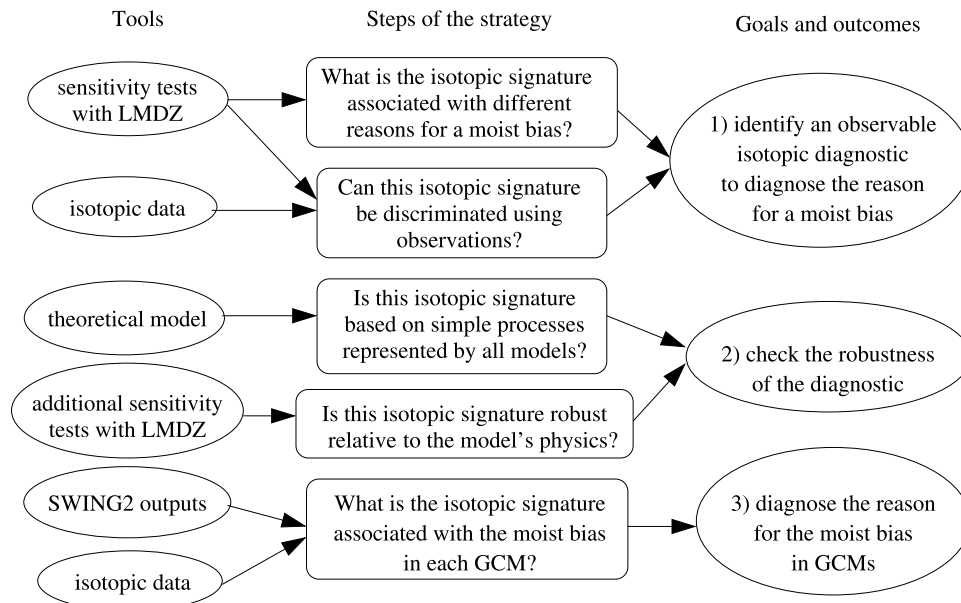 Tools
Steps of the strategy
Goals and outcomes
sensitivity tests
with LMDZ
What is the isotopic signature
associated with different
reasons for a moist bias?
isotopic data
Can this isotopic signature
be discriminated using
observations?
1) identify an observable
isotopic diagnostic
to diagnose the reason
for a moist bias
theoretical model
Is this isotopic signature
based on simple processes
represented by all models?
additional sensitivity
tests with LMDZ
Is this isotopic signature robust
relative to the model's physics?
2) check the robustness
of the diagnostic
SWING2 outputs
isotopic data
What is the isotopic signature
associated with the moist bias
in each GCM?
3) diagnose the reason
for the moist bias
in GCMs